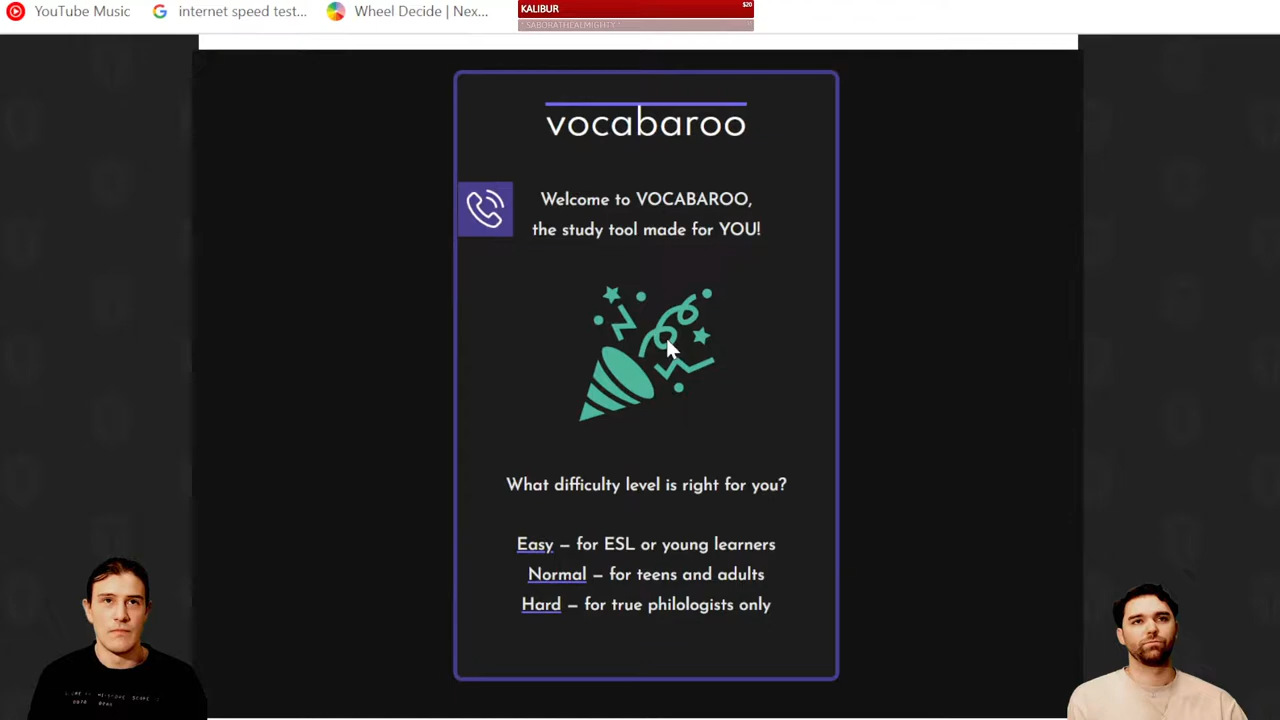 YouTube Music
internet speed test...
Wheel Decide | Nex...
KALIBUR
$20
* SABORATHEALMIGHTY *
vocabaroo
Welcome to VOCABAROO,
the study tool made for YOU!
What difficulty level is right for you?
Easy – for ESL or young learners
Normal – for teens and adults
Hard – for true philologists only